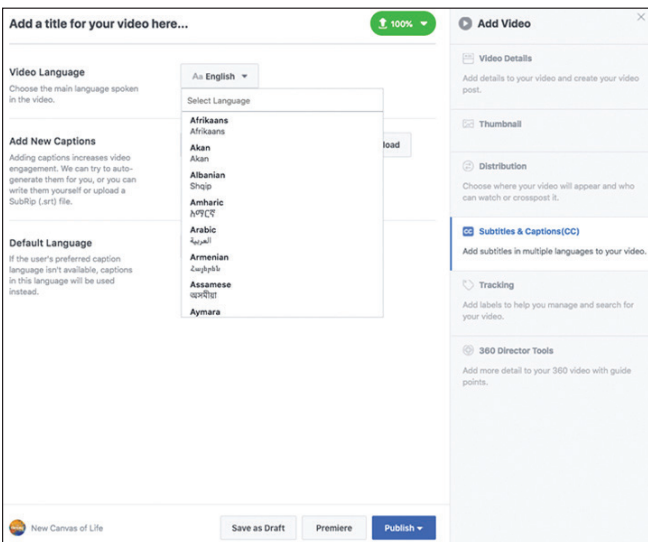 Add a title for your video here...
100%
Video Language
Choose the main language spoken
in the video.
Aa English
Select Language
Afrikaans
Afrikaans
Akan
Akan
Albanian
Shqip
Amharic
አማርኛ
Arabic
العربية
Armenian
Հայերեն
Assamese
অসমীয়া
Aymara
Add New Captions
Adding captions increases video
engagement. We can try to auto-
generate them for you, or you can
write them yourself or upload a
SubRip (.srt) file.
load
Default Language
If the user's preferred caption
language isn't available, captions
in this language will be used
instead.
New Canvas of Life
Save as Draft
Premiere
Publish
Add Video
Video Details
Add details to your video and create your video
post.
Thumbnail
Distribution
Choose where your video will appear and who
can watch or crosspost it.
CC Subtitles & Captions(CC)
Add subtitles in multiple languages to your video.
Tracking
Add labels to help you manage and search for
your video.
360 Director Tools
Add more detail to your 360 video with guide
points.